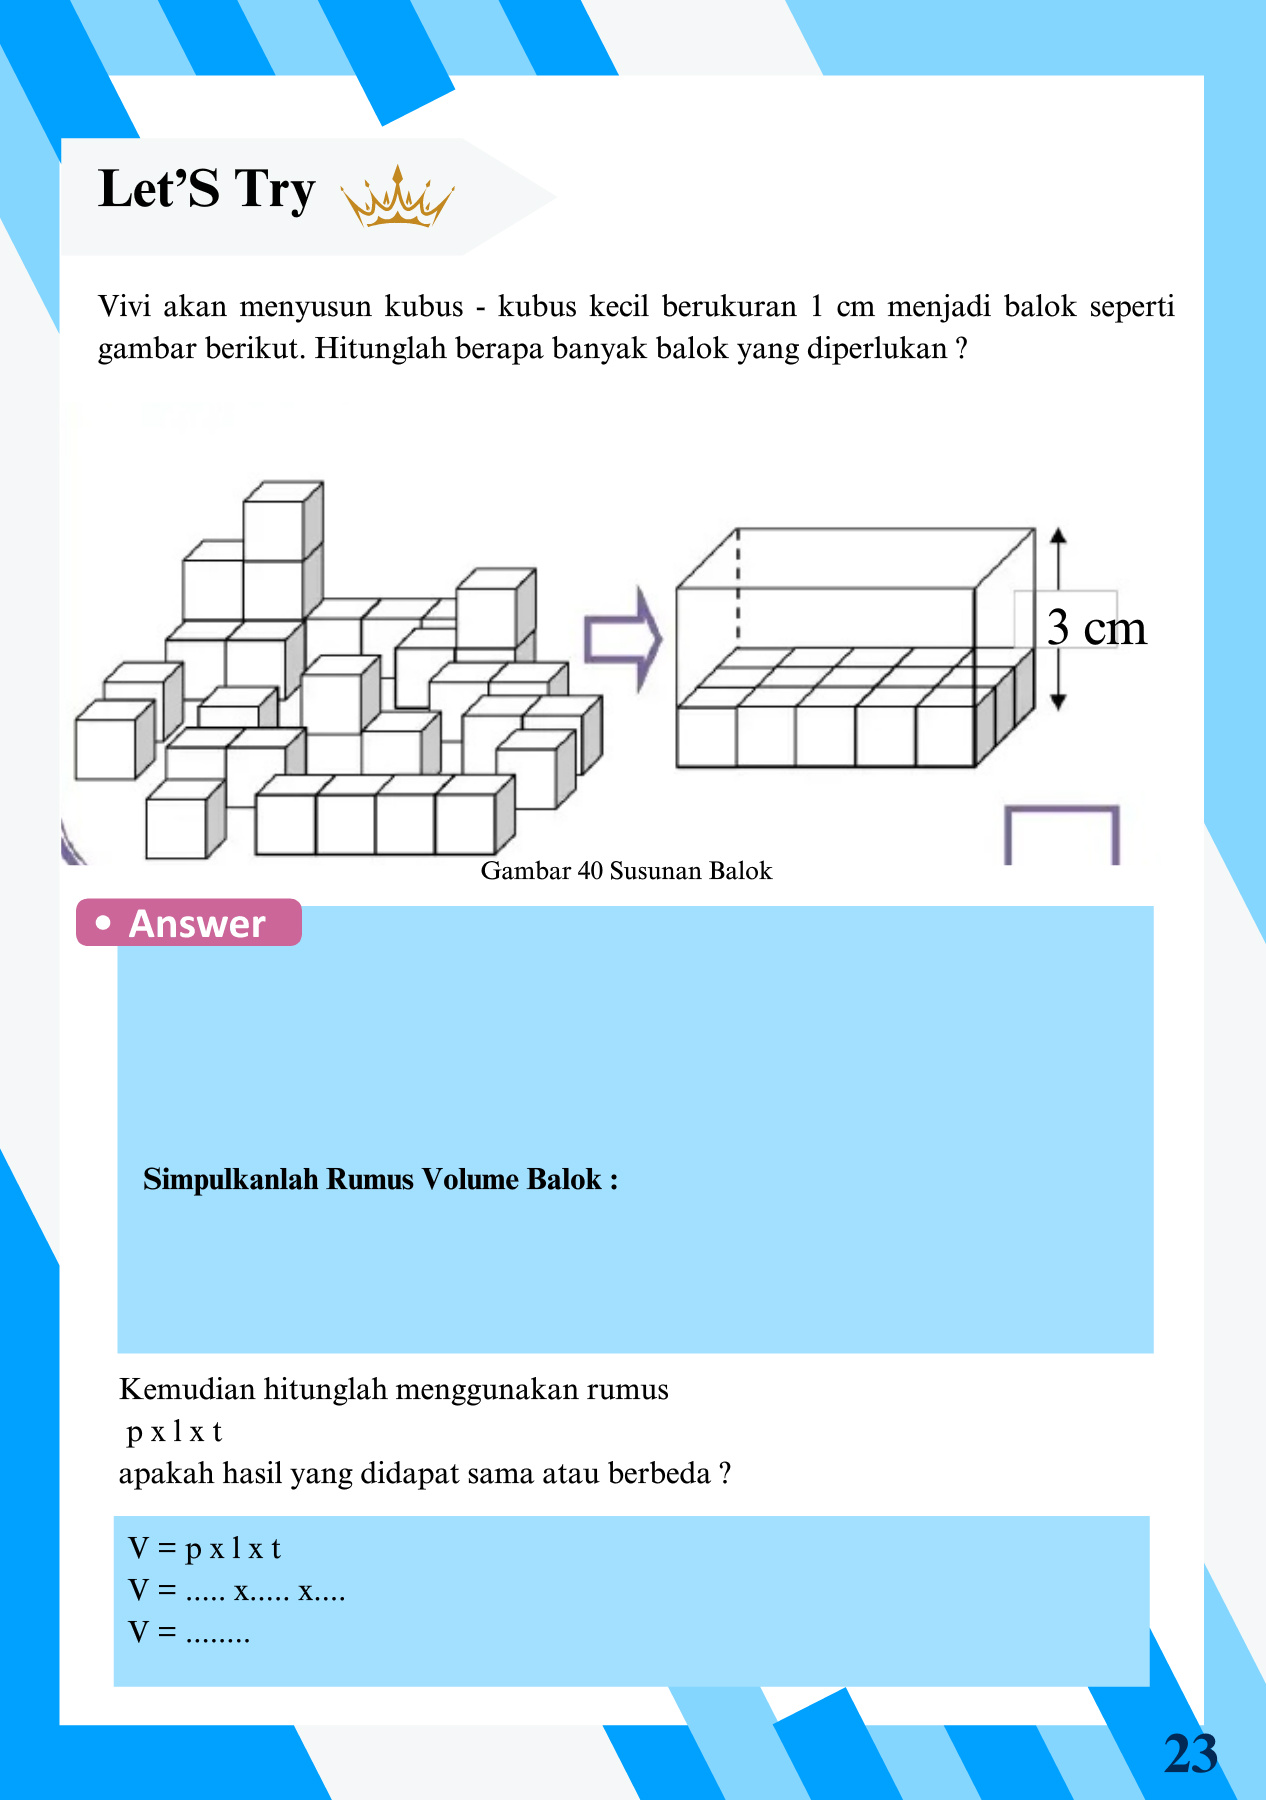 Let’S Try
Vivi akan menyusun kubus - kubus kecil berukuran 1 cm menjadi balok seperti
gambar berikut. Hitunglah berapa banyak balok yang diperlukan ?
3 cm
Gambar 40 Susunan Balok
• Answer
Simpulkanlah Rumus Volume Balok :
Kemudian hitunglah menggunakan rumus
p x l x t
apakah hasil yang didapat sama atau berbeda ?
V = p x l x t
V = ..... x..... x....
V = ........
23